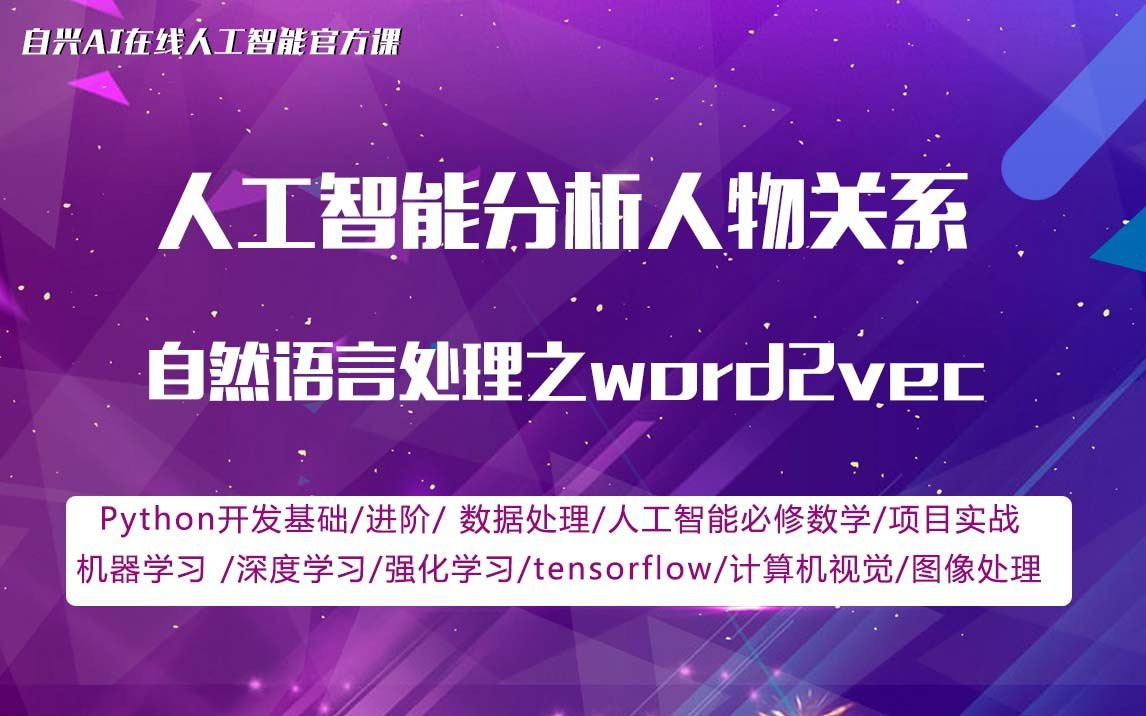 自兴AI在线人工智能官方课
人工智能分析人物关系
自然语言处理之word2vec
Python开发基础/进阶/ 数据处理/人工智能必修数学/项目实战
机器学习 /深度学习/强化学习/tensorflow/计算机视觉/图像处理